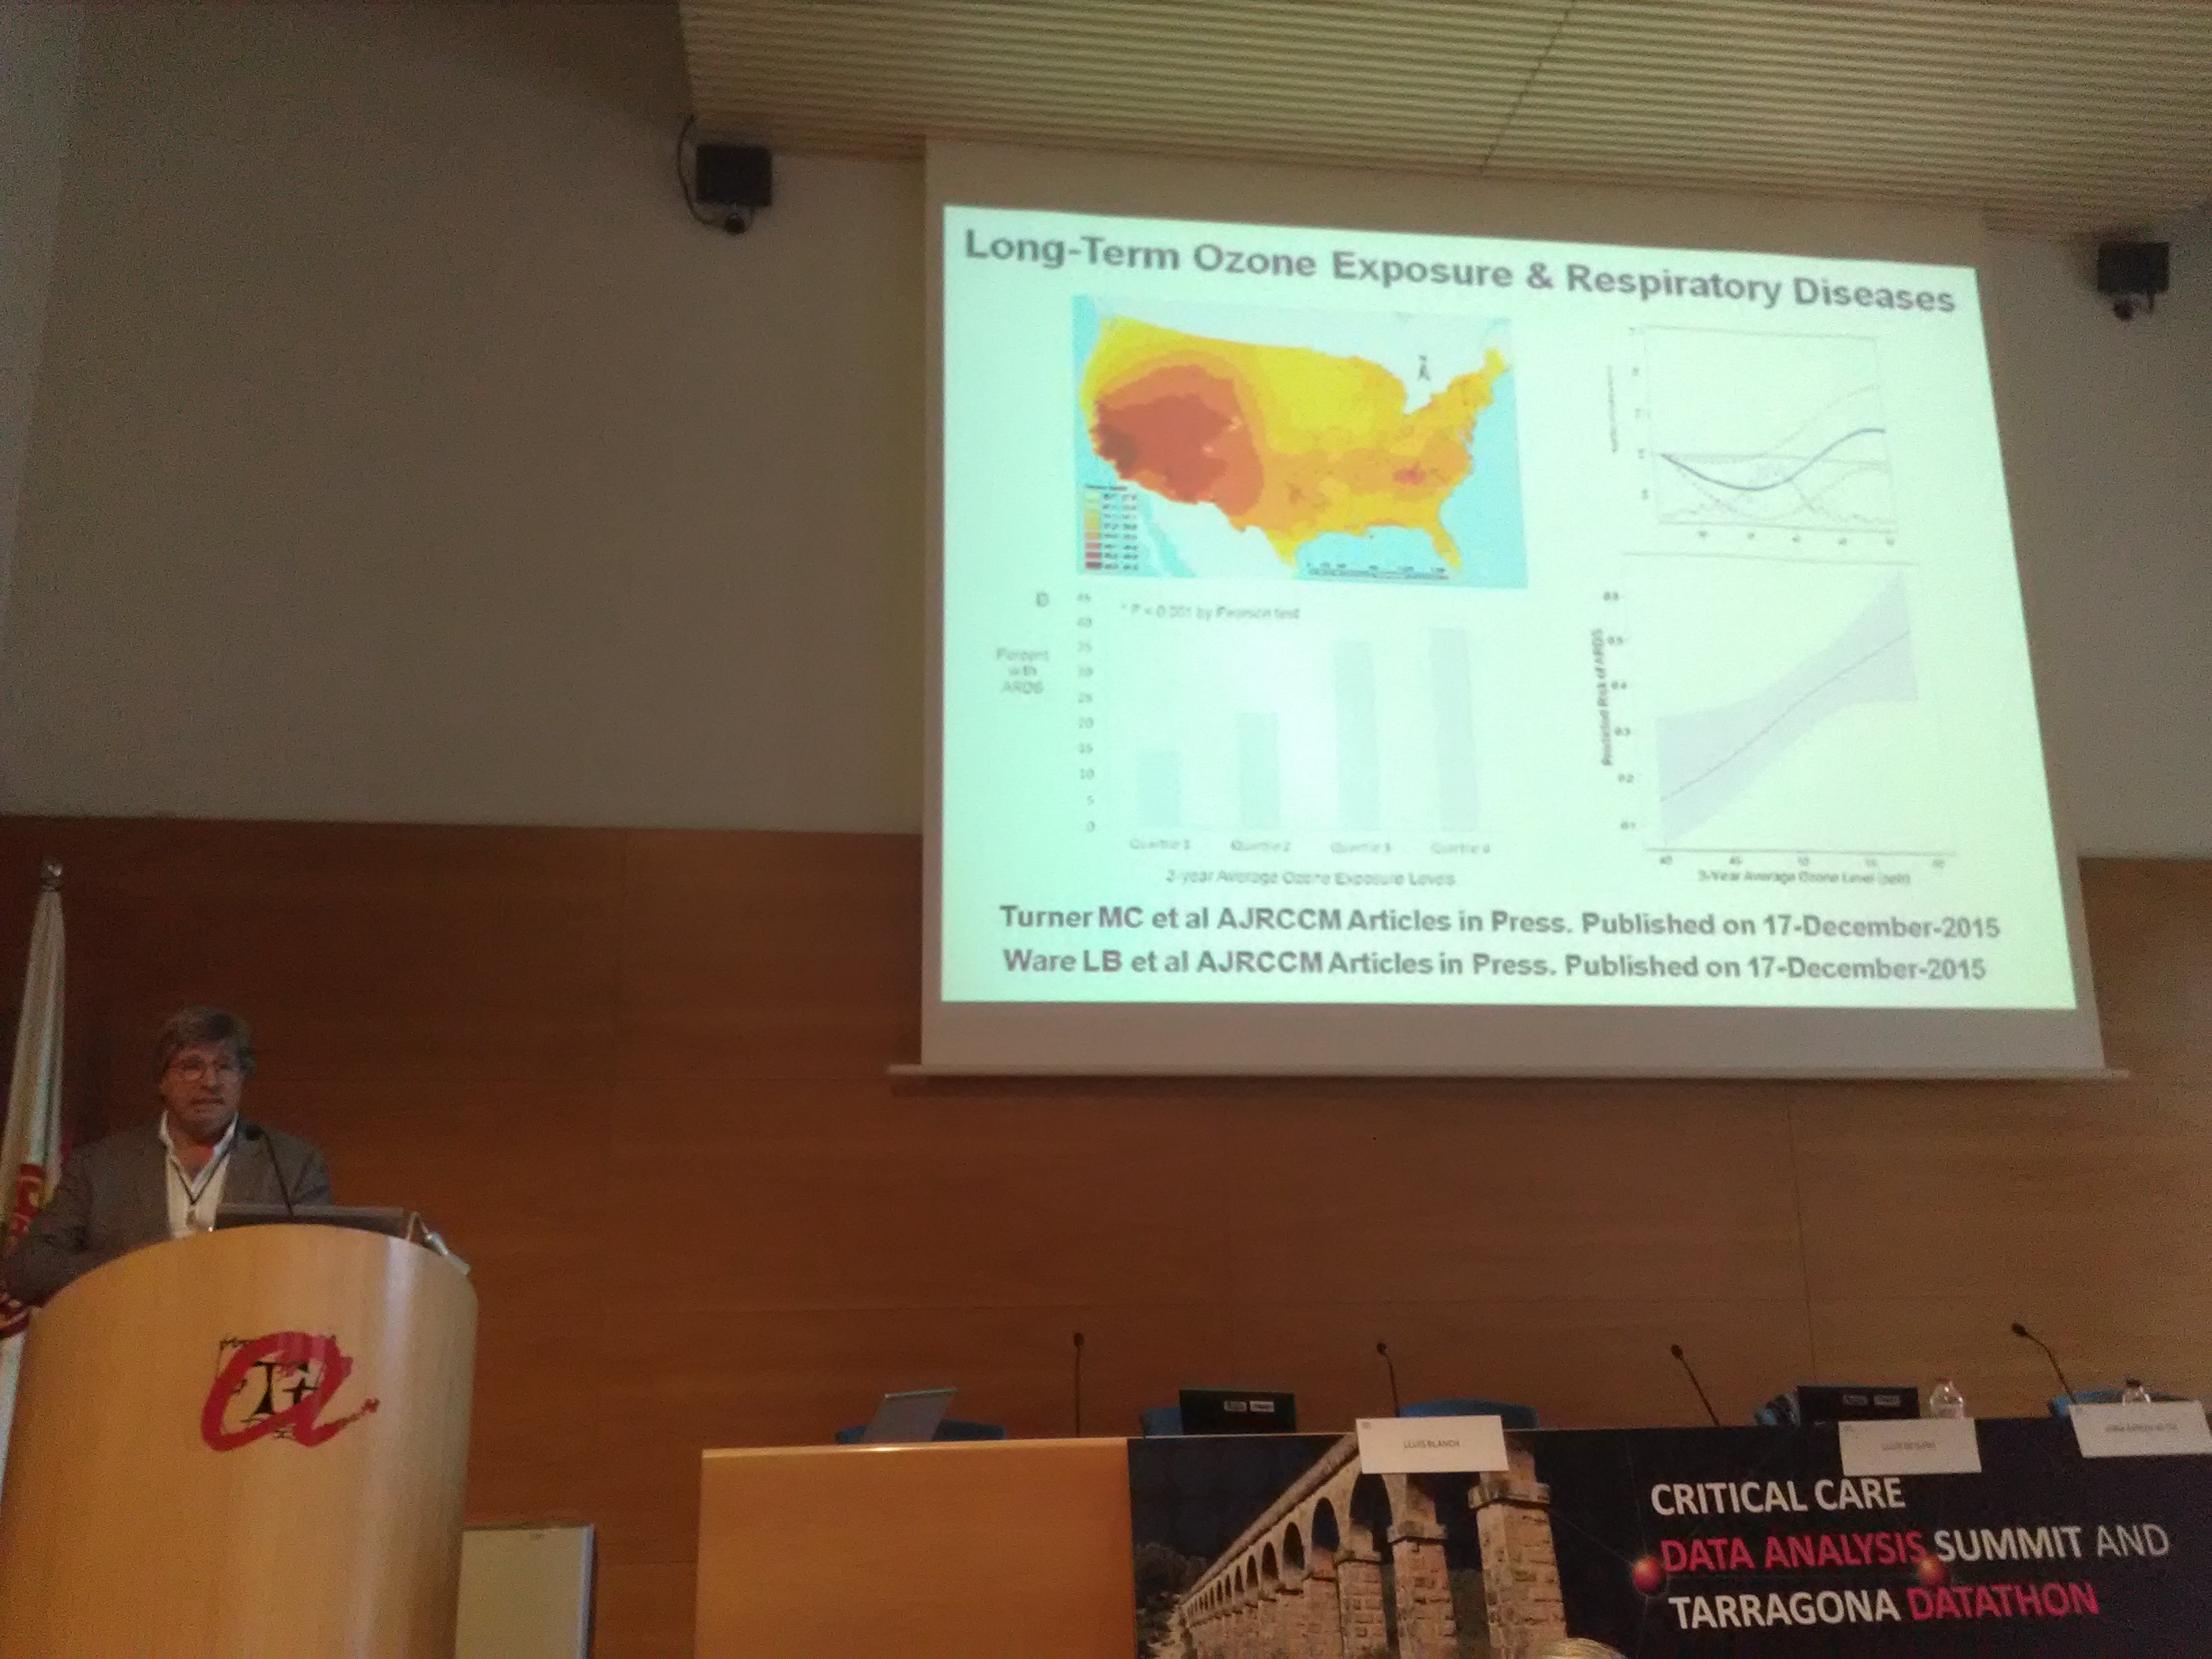 Long-Term Ozone Exposure & Respiratory Diseases
D
* P < 0.001 by Pearson test
Percent
with
ARDS
45
40
35
30
25
20
15
10
5
0
Quartile 1 Quartile 2 Quartile 3 Quartile 4
3-year Average Ozone Exposure Levels
Predicted Risk of ARDS
0.5
0.4
0.3
0.2
0.1
40 45 50 55 60
3-Year Average Ozone Level (ppb)
Turner MC et al AJRCCM Articles in Press. Published on 17-December-2015
Ware LB et al AJRCCM Articles in Press. Published on 17-December-2015
LLUIS BLANCH
CRITICAL CARE
DATA ANALYSIS SUMMIT AND
TARRAGONA DATATHON